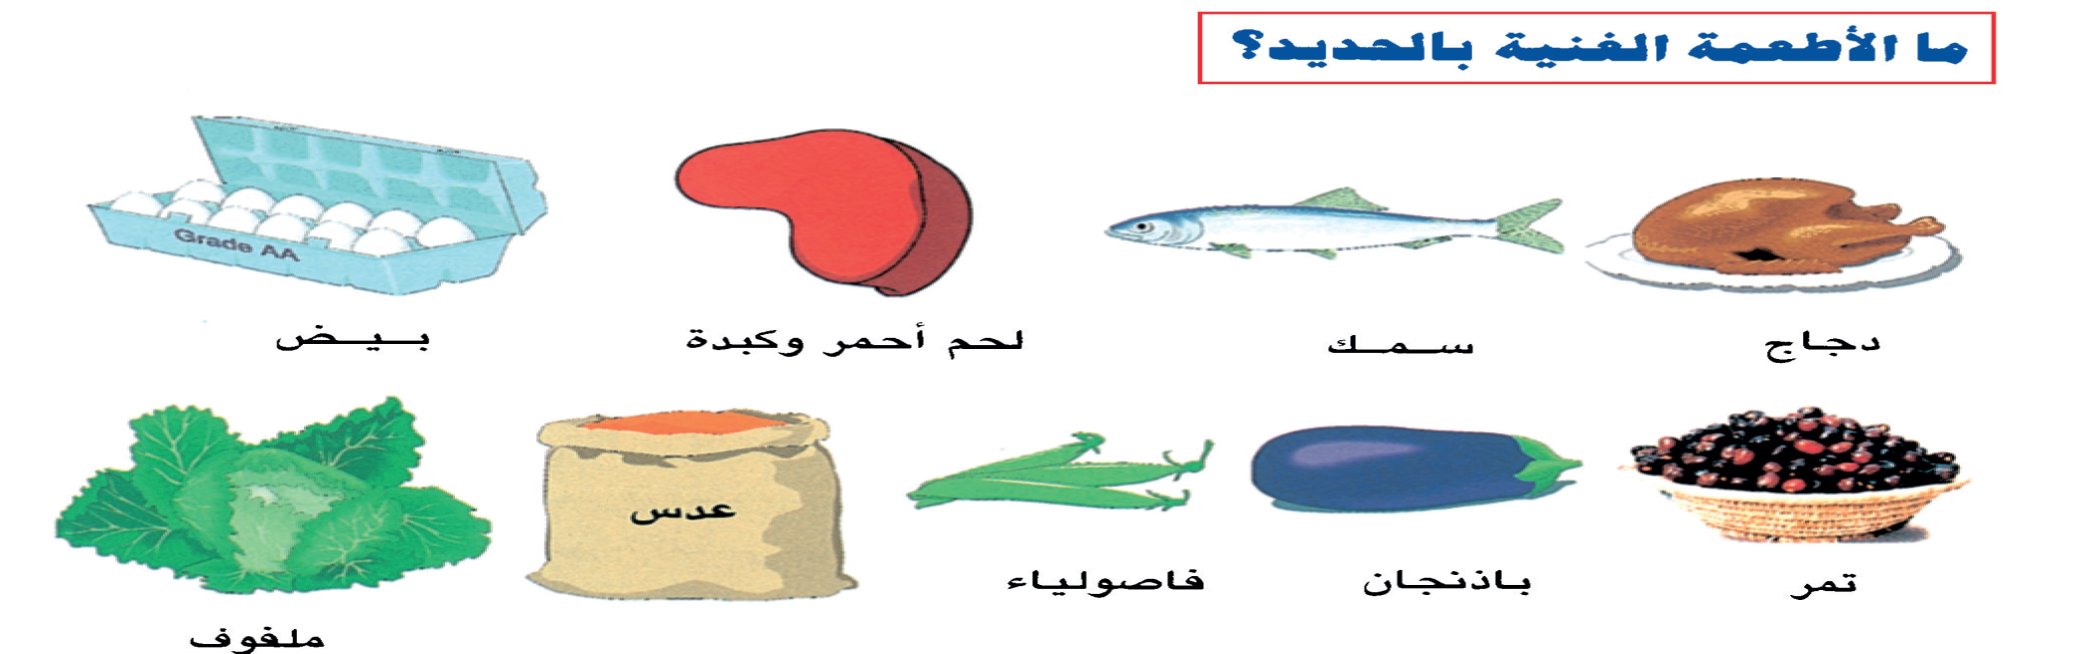 ما الأطعمة الغنية بالحديد؟
Grade AA
دجاج
سمك
لحم أحمر وكبدة
بيض
تمر
باذنجان
فاصولياء
عدس
ملفوف